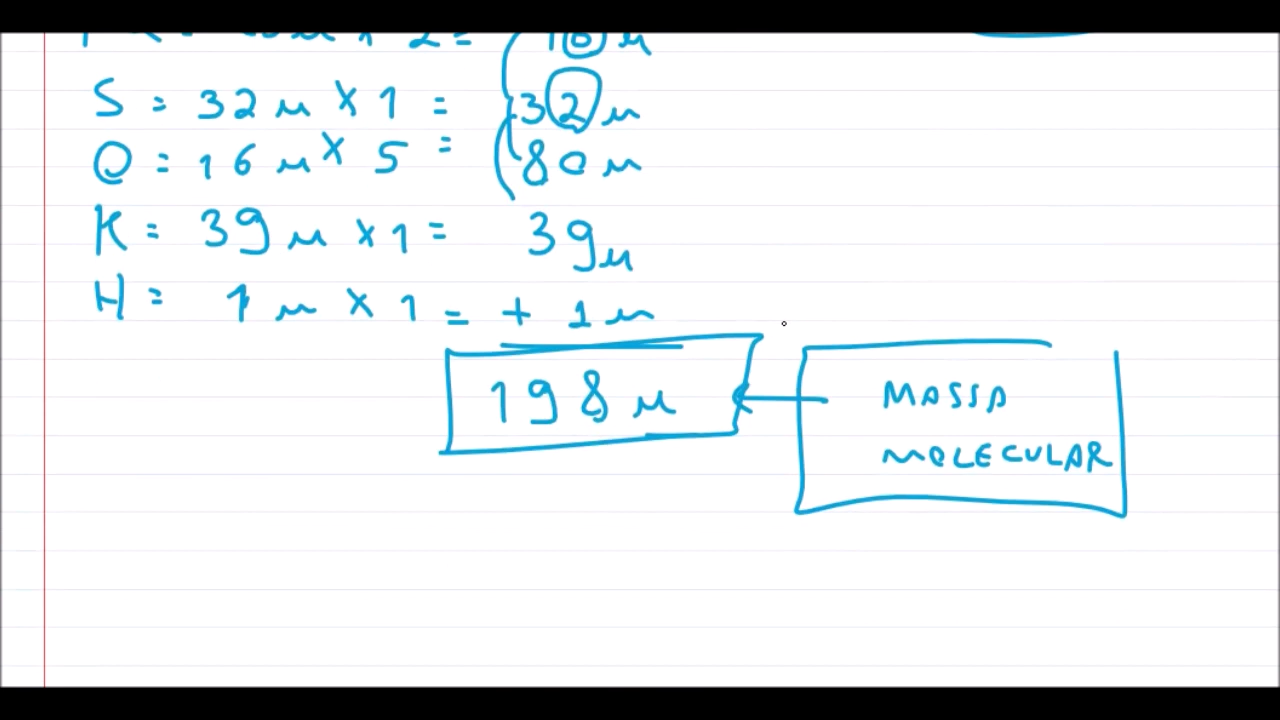 S = 32 u x 1 = 32 u
O = 16 u x 5 = 80 u
K = 39 u x 1 = 39 u
H = 1 u x 1 = + 1 u
198 u
MASSA
MOLECULAR